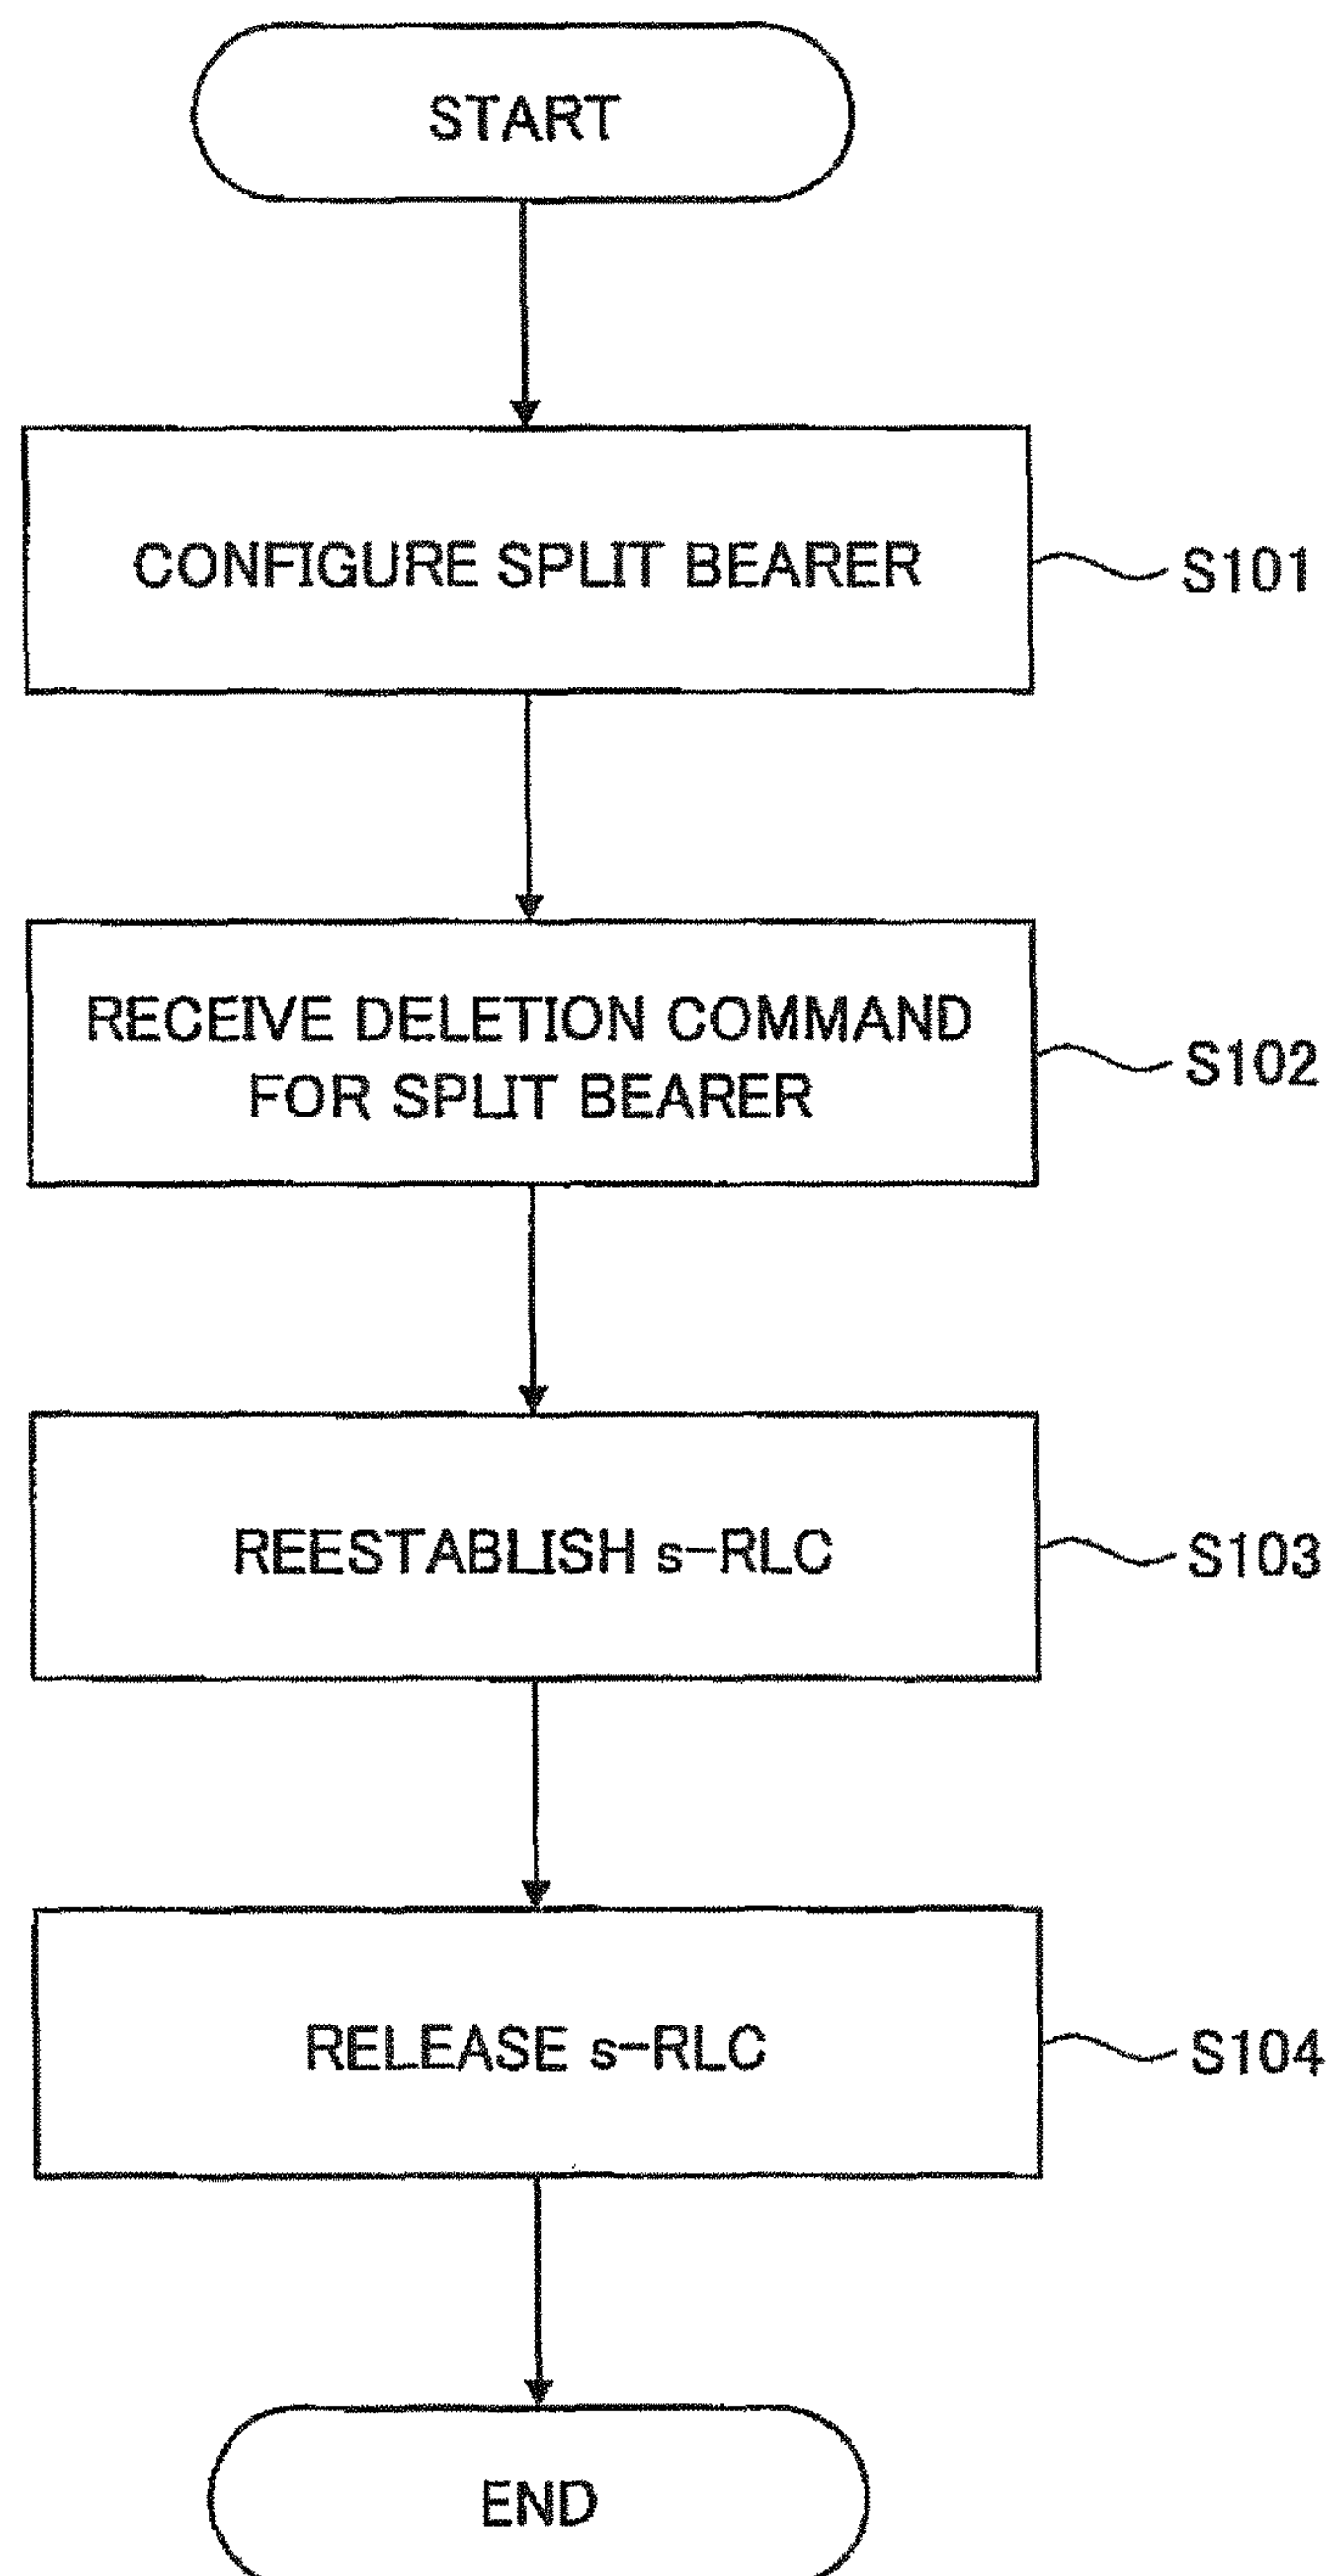 START
CONFIGURE SPLIT BEARER
S101
RECEIVE DELETION COMMAND
FOR SPLIT BEARER
S102
REESTABLISH s-RLC
S103
RELEASE s-RLC
S104
END